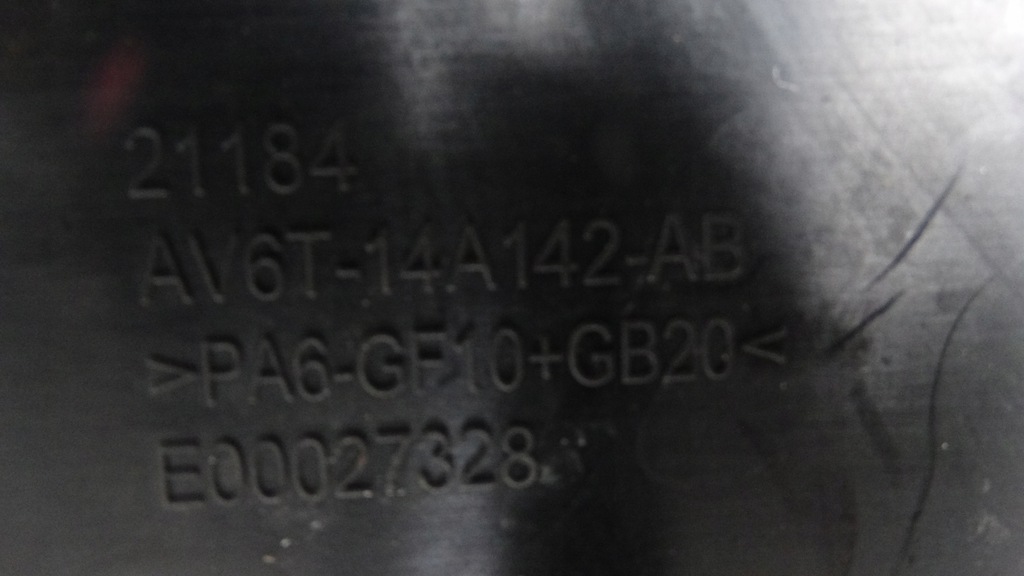 21184
AV6T-14A142-AB
>PA6-GF10+GB20<
E00027328